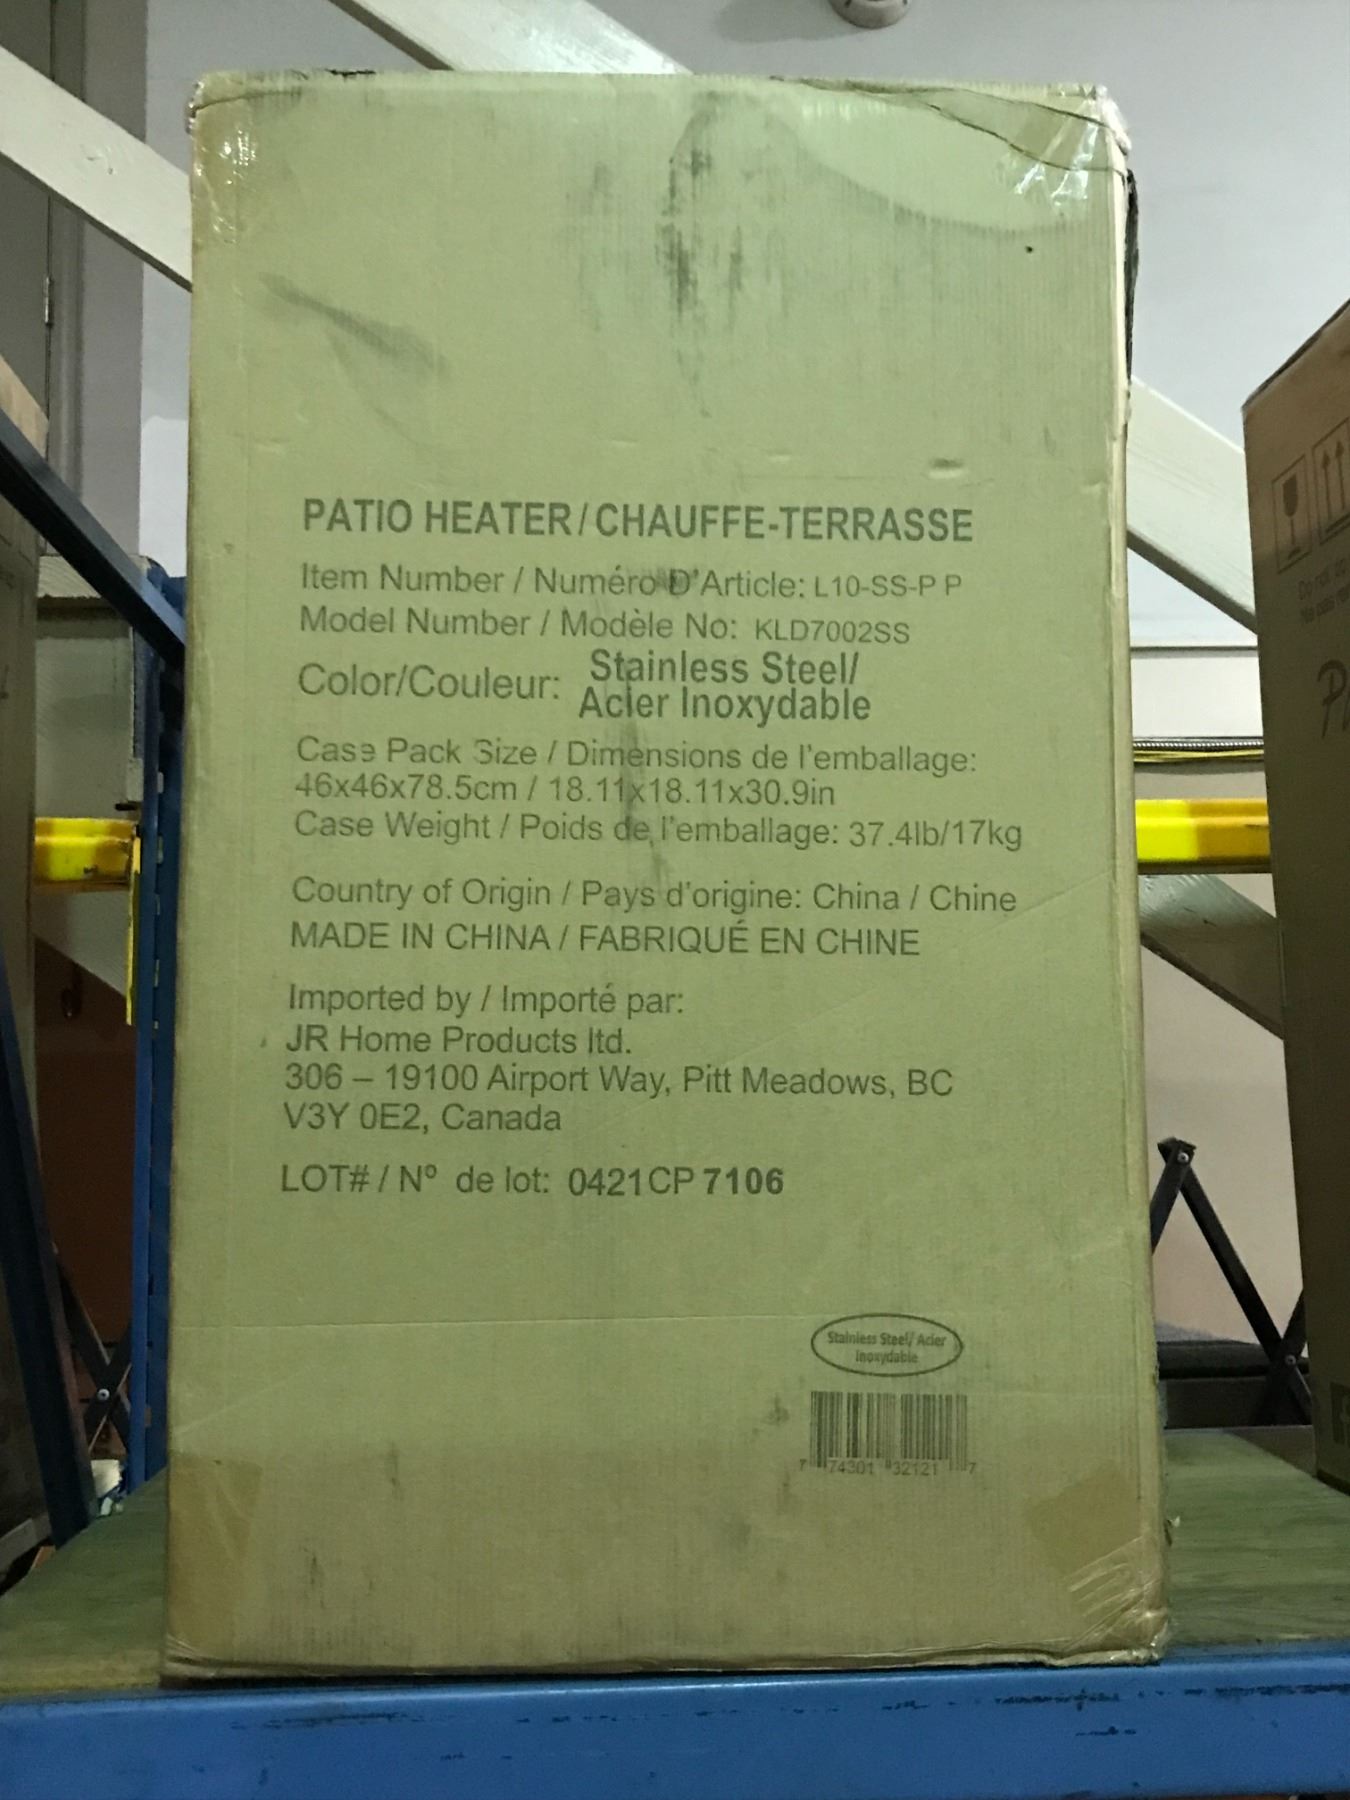 PATIO HEATER/CHAUFFE-TERRASSE
Item Number / Numéro D'Article: L10-SS-P P
Model Number / Modèle No: KLD7002SS
Color/Couleur: Stainless Steel/
Acier Inoxydable
Case Pack Size / Dimensions de l'emballage:
46x46x78.5cm / 18.11x18.11x30.9in
Case Weight / Poids de l'emballage: 37.4lb/17kg
Country of Origin / Pays d'origine: China / Chine
MADE IN CHINA / FABRIQUÉ EN CHINE
Imported by / Importé par:
JR Home Products ltd.
306 – 19100 Airport Way, Pitt Meadows, BC
V3Y 0E2, Canada
LOT# / Nº de lot: 0421CP 7106
Stainless Steel/ Acier
Inoxydable
7 74301 32121 7